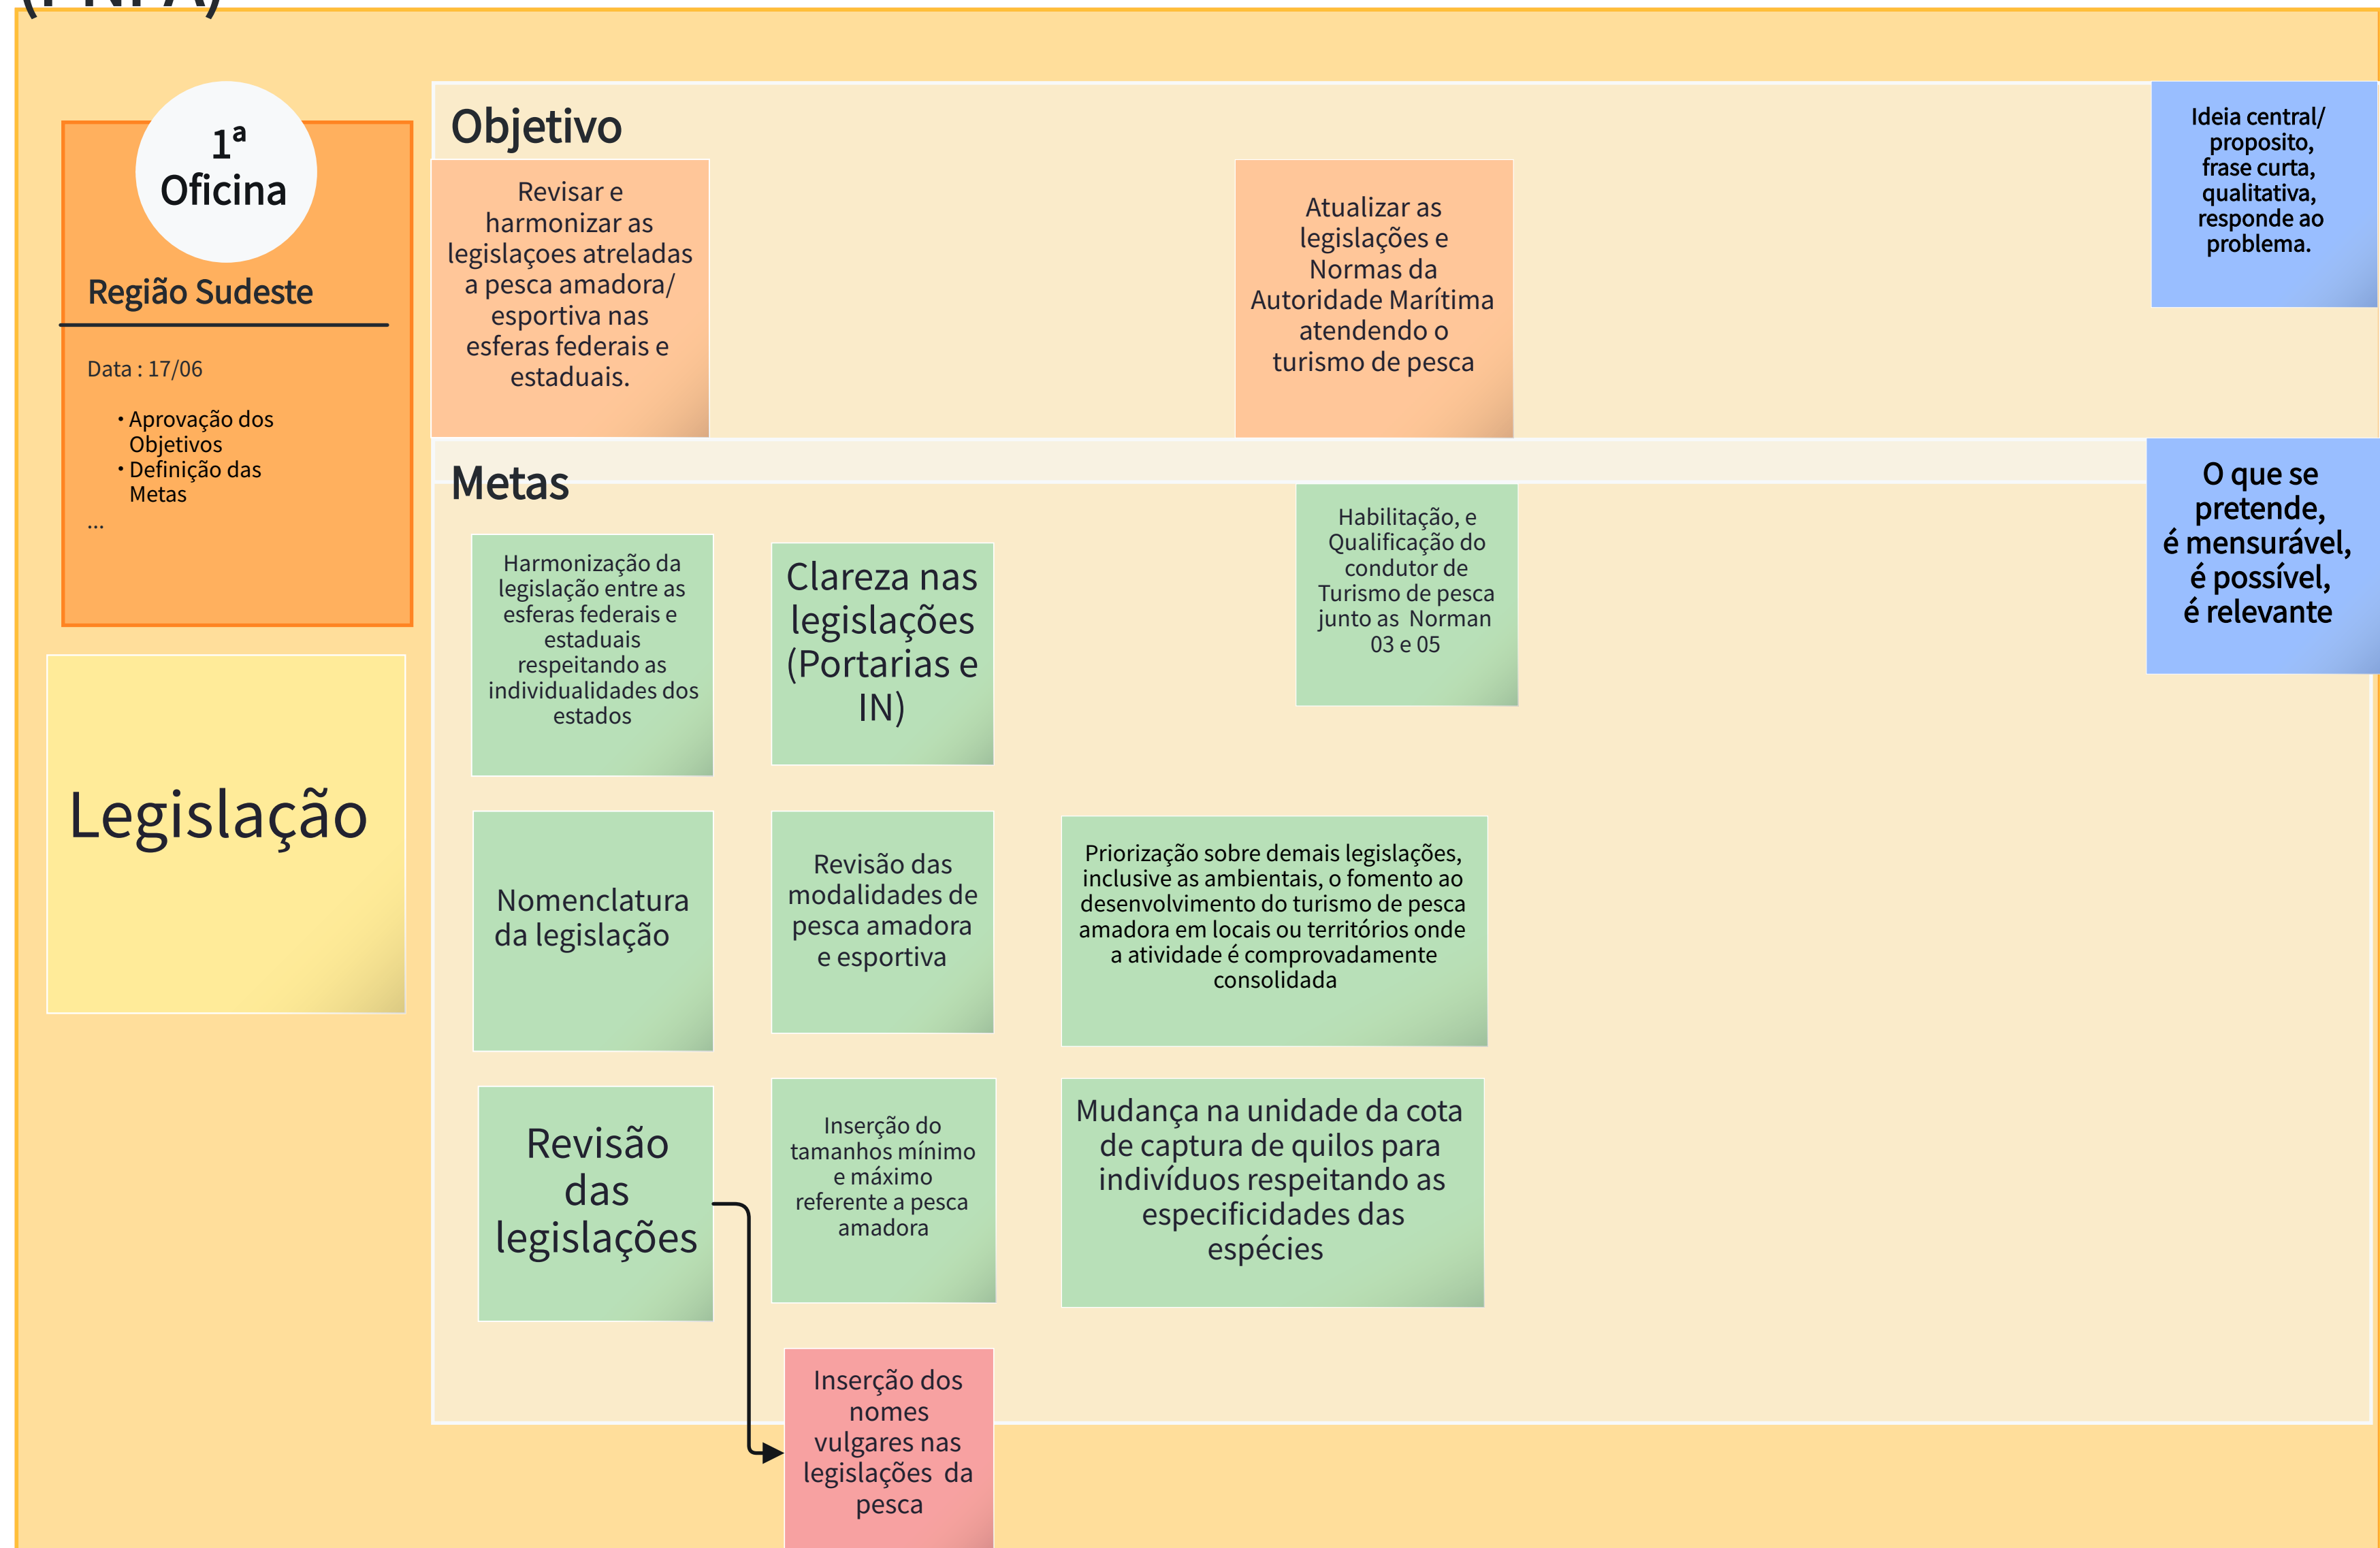 1ª
Oficina
Região Sudeste
Data : 17/06
• Aprovação dos
Objetivos
• Definição das
Metas
...
Legislação
Objetivo
Revisar e
harmonizar as
legislaçoes atreladas
a pesca amadora/
esportiva nas
esferas federais e
estaduais.
Atualizar as
legislações e
Normas da
Autoridade Marítima
atendendo o
turismo de pesca
Ideia central/
proposito,
frase curta,
qualitativa,
responde ao
problema.
Metas
O que se
pretende,
é mensurável,
é possível,
é relevante
Harmonização da
legislação entre as
esferas federais e
estaduais
respeitando as
individualidades dos
estados
Clareza nas
legislações
(Portarias e
IN)
Habilitação, e
Qualificação do
condutor de
Turismo de pesca
junto as Norman
03 e 05
Nomenclatura
da legislação
Revisão das
modalidades de
pesca amadora
e esportiva
Priorização sobre demais legislações,
inclusive as ambientais, o fomento ao
desenvolvimento do turismo de pesca
amadora em locais ou territórios onde
a atividade é comprovadamente
consolidada
Revisão
das
legislações
Inserção do
tamanhos mínimo
e máximo
referente a pesca
amadora
Mudança na unidade da cota
de captura de quilos para
indivíduos respeitando as
especificidades das
espécies
Inserção dos
nomes
vulgares nas
legislações da
pesca